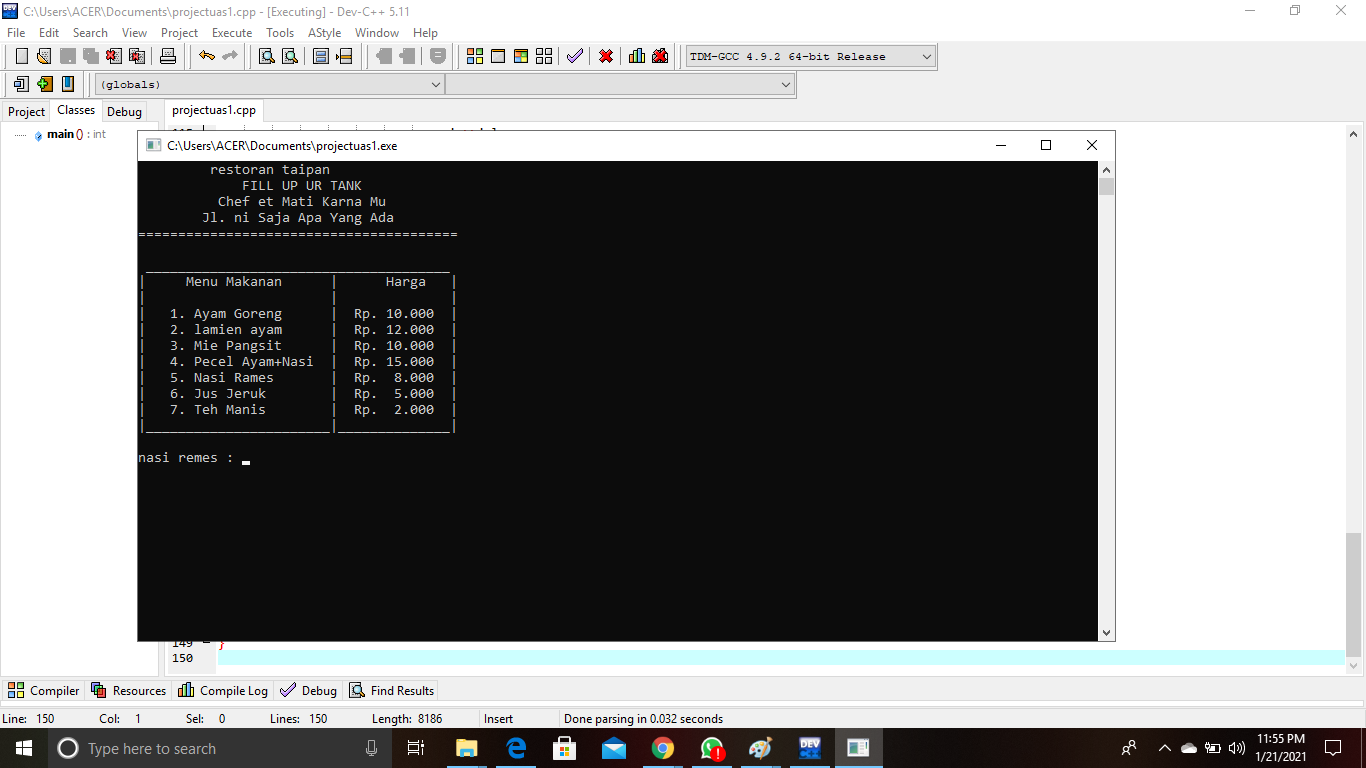 C:\Users\ACER\Documents\projectuas1.cpp - [Executing] - Dev-C++ 5.11
File Edit Search View Project Execute Tools AStyle Window Help
TDM-GCC 4.9.2 64-bit Release
(globals)
Project Classes Debug
projectuas1.cpp
main () : int
C:\Users\ACER\Documents\projectuas1.exe
restoran taipan
FILL UP UR TANK
Chef et Mati Karna Mu
Jl. ni Saja Apa Yang Ada
========================================
| Menu Makanan | Harga |
| 1. Ayam Goreng | Rp. 10.000 |
| 2. lamien ayam | Rp. 12.000 |
| 3. Mie Pangsit | Rp. 10.000 |
| 4. Pecel Ayam+Nasi | Rp. 15.000 |
| 5. Nasi Rames | Rp. 8.000 |
| 6. Jus Jeruk | Rp. 5.000 |
| 7. Teh Manis | Rp. 2.000 |
nasi remes :
149 }
150
Compiler Resources Compile Log Debug Find Results
Line: 150 Col: 1 Sel: 0 Lines: 150 Length: 8186 Insert Done parsing in 0.032 seconds
Type here to search
DEV
11:55 PM
1/21/2021